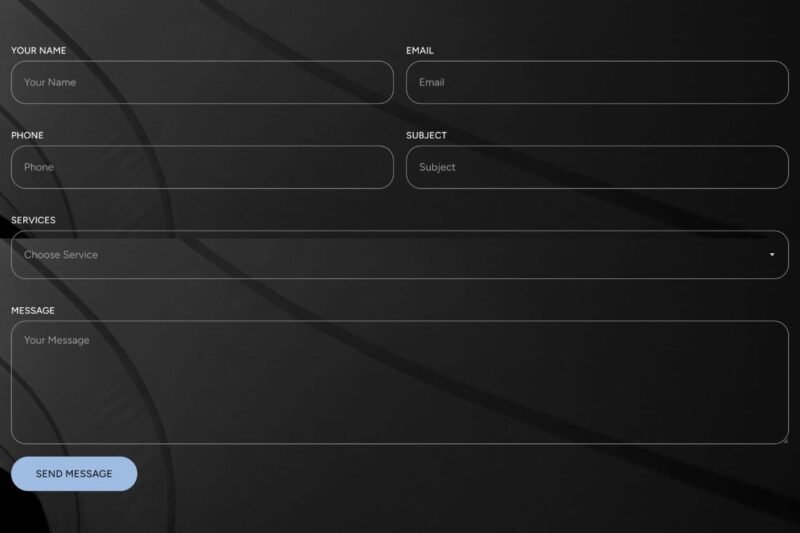 YOUR NAME
EMAIL
Your Name
Email
PHONE
SUBJECT
Phone
Subject
SERVICES
Choose Service
MESSAGE
Your Message
SEND MESSAGE